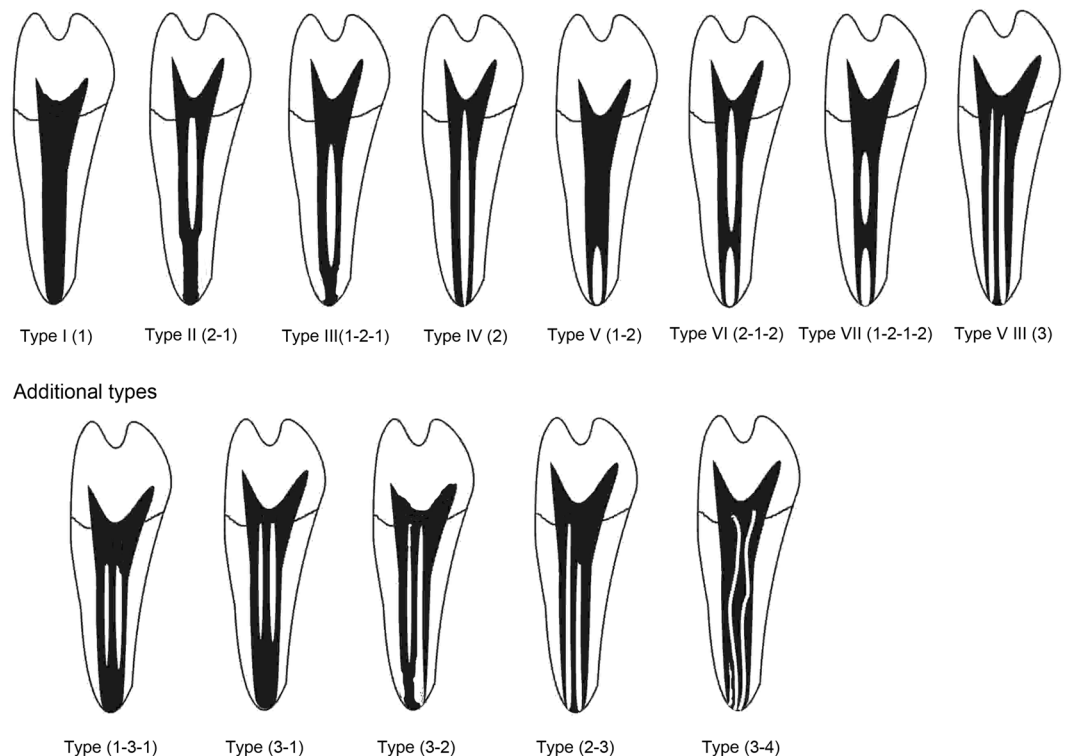 Type I (1) Type II (2-1) Type III(1-2-1) Type IV (2) Type V (1-2) Type VI (2-1-2) Type VII (1-2-1-2) Type V III (3)
Additional types
Type (1-3-1) Type (3-1) Type (3-2) Type (2-3) Type (3-4)